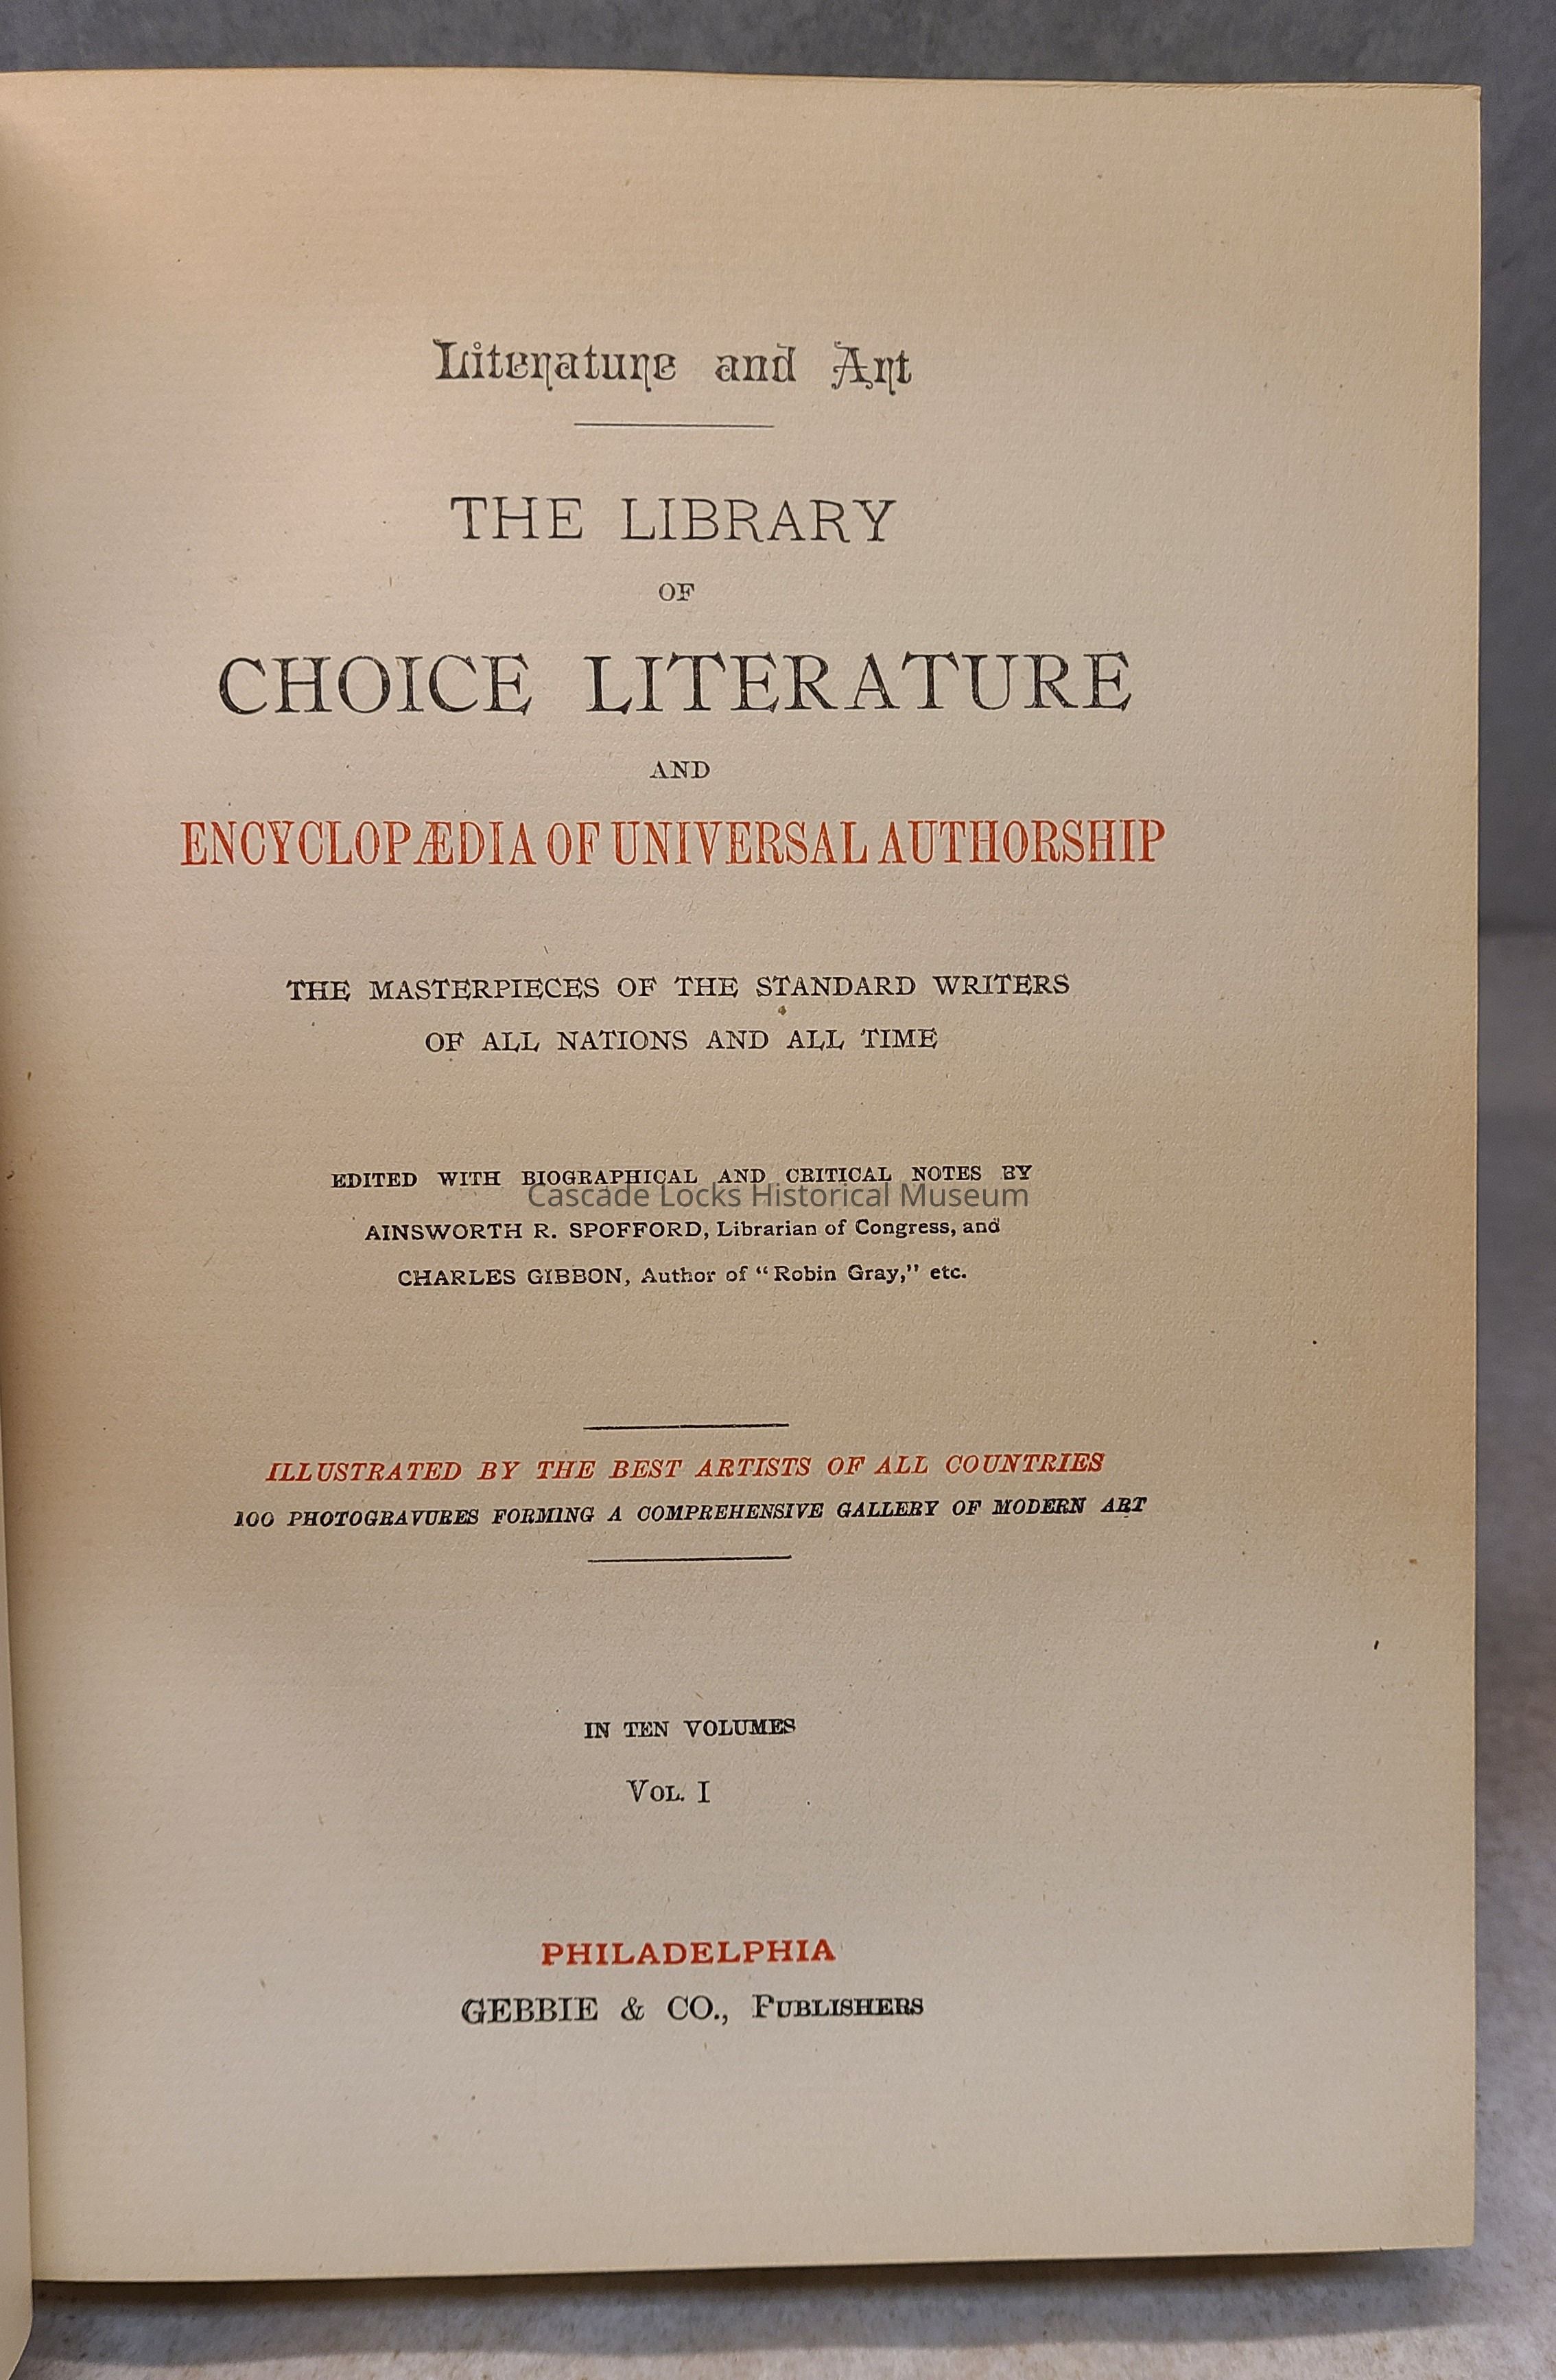 Literature and Art
THE LIBRARY
OF
CHOICE LITERATURE
AND
ENCYCLOPÆDIA OF UNIVERSAL AUTHORSHIP
THE MASTERPIECES OF THE STANDARD WRITERS
OF ALL NATIONS AND ALL TIME
EDITED WITH BIOGRAPHICAL AND CRITICAL NOTES BY
Cascade Locks Historical Museum
AINSWORTH R. SPOFFORD, Librarian of Congress, and
CHARLES GIBBON, Author of “Robin Gray,” etc.
ILLUSTRATED BY THE BEST ARTISTS OF ALL COUNTRIES
100 PHOTOGRAVURES FORMING A COMPREHENSIVE GALLERY OF MODERN ART
IN TEN VOLUMES
VOL. I
PHILADELPHIA
GEBBIE & CO., PUBLISHERS